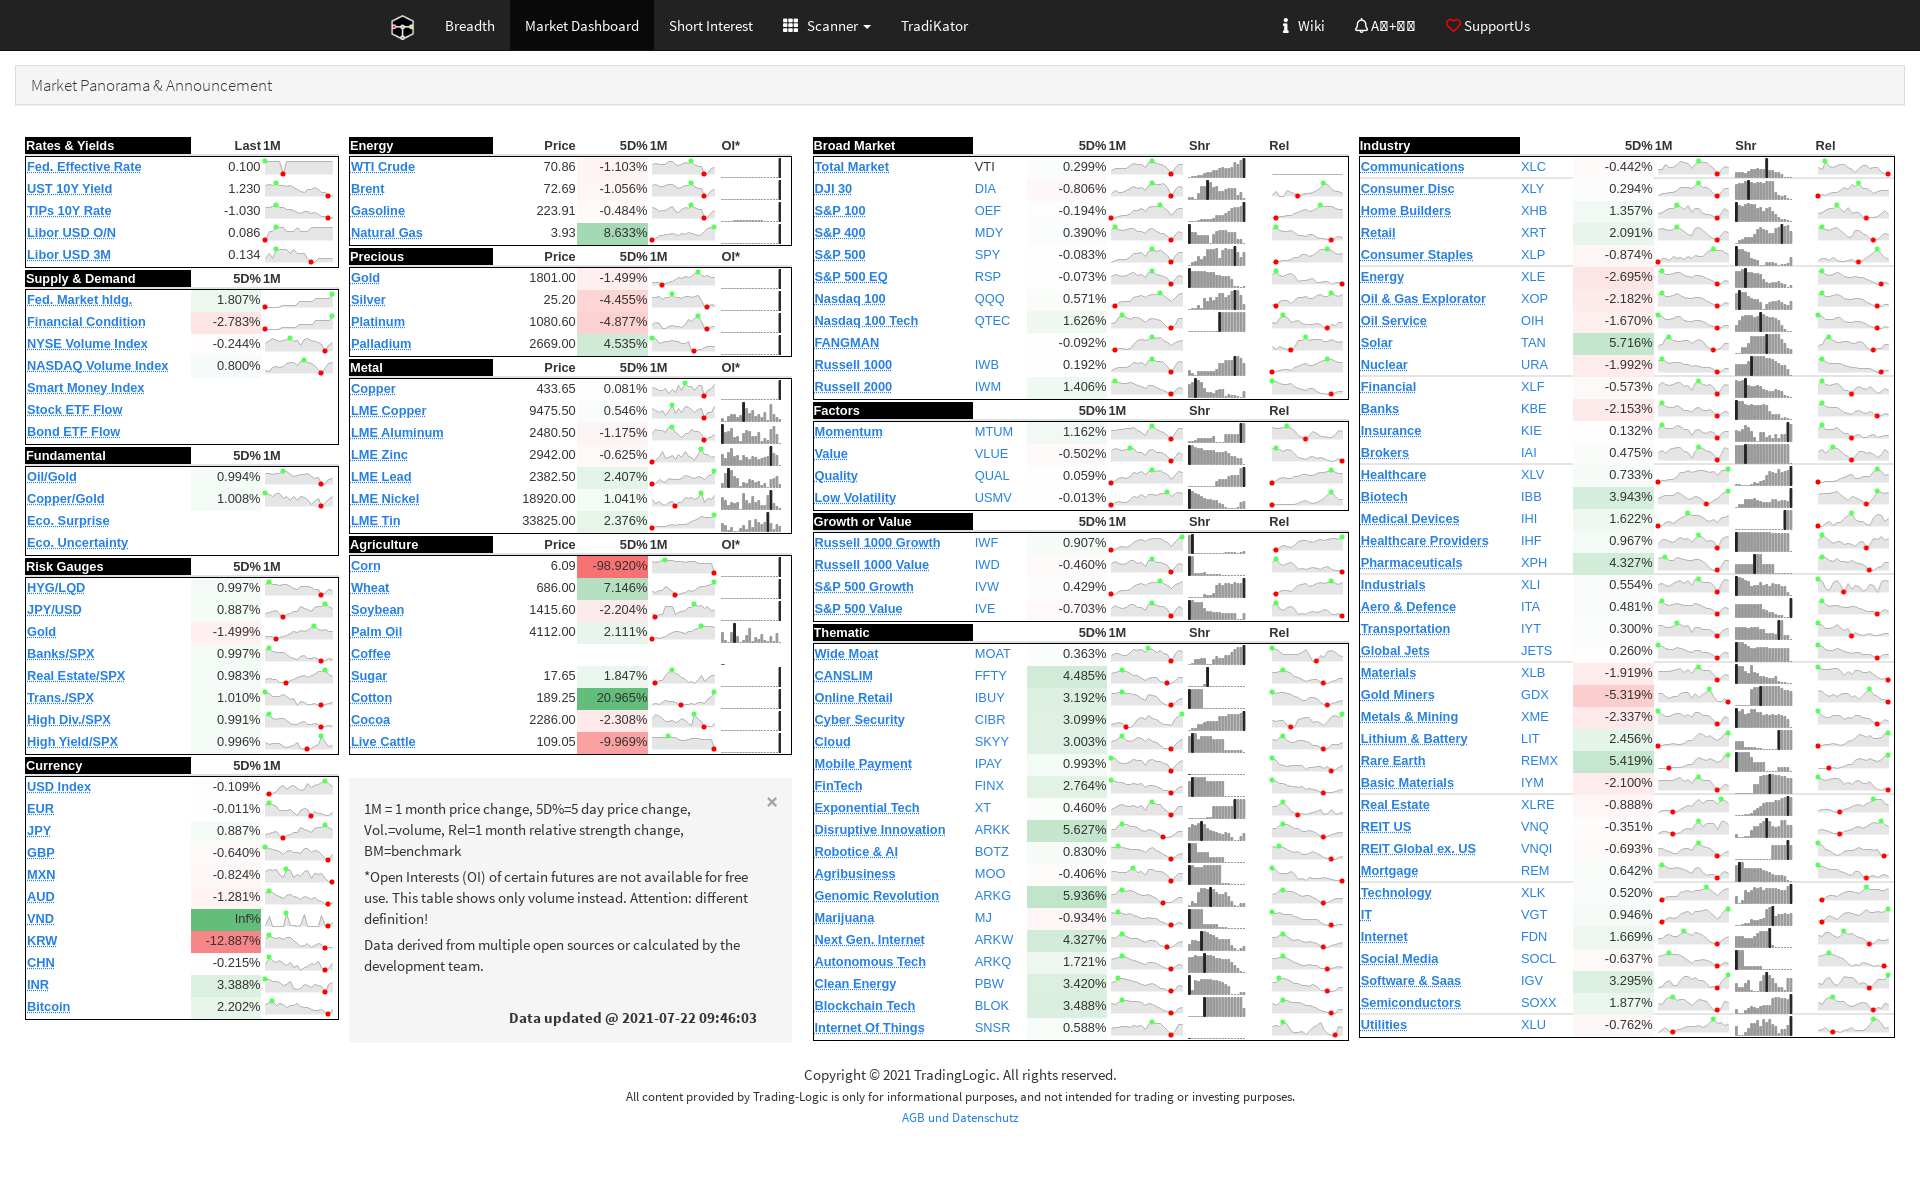 Breadth Market Dashboard Short Interest Scanner TradiKator Wiki SupportUs
Market Panorama & Announcement
Rates & Yields Last 1M
Fed. Effective Rate 0.100
UST 10Y Yield 1.230
TIPs 10Y Rate -1.030
Libor USD O/N 0.086
Libor USD 3M 0.134
Supply & Demand 5D% 1M
Fed. Market hldg. 1.807%
Financial Condition -2.783%
NYSE Volume Index -0.244%
NASDAQ Volume Index 0.800%
Smart Money Index
Stock ETF Flow
Bond ETF Flow
Fundamental 5D% 1M
Oil/Gold 0.994%
Copper/Gold 1.008%
Eco. Surprise
Eco. Uncertainty
Risk Gauges 5D% 1M
HYG/LQD 0.997%
JPY/USD 0.887%
Gold -1.499%
Banks/SPX 0.997%
Real Estate/SPX 0.983%
Trans./SPX 1.010%
High Div./SPX 0.991%
High Yield/SPX 0.996%
Currency 5D% 1M
USD Index -0.109%
EUR -0.011%
JPY 0.887%
GBP -0.640%
MXN -0.824%
AUD -1.281%
VND Inf%
KRW -12.887%
CHN -0.215%
INR 3.388%
Bitcoin 2.202%
Energy Price 5D% 1M OI*
WTI Crude 70.86 -1.103%
Brent 72.69 -1.056%
Gasoline 223.91 -0.484%
Natural Gas 3.93 8.633%
Precious Price 5D% 1M OI*
Gold 1801.00 -1.499%
Silver 25.20 -4.455%
Platinum 1080.60 -4.877%
Palladium 2669.00 4.535%
Metal Price 5D% 1M OI*
Copper 433.65 0.081%
LME Copper 9475.50 0.546%
LME Aluminum 2480.50 -1.175%
LME Zinc 2942.00 -0.625%
LME Lead 2382.50 2.407%
LME Nickel 18920.00 1.041%
LME Tin 33825.00 2.376%
Agriculture Price 5D% 1M OI*
Corn 6.09 -98.920%
Wheat 686.00 7.146%
Soybean 1415.60 -2.204%
Palm Oil 4112.00 2.111%
Coffee -
Sugar 17.65 1.847%
Cotton 189.25 20.965%
Cocoa 2286.00 -2.308%
Live Cattle 109.05 -9.969%
×
1M = 1 month price change, 5D%=5 day price change,
Vol.=volume, Rel=1 month relative strength change,
BM=benchmark
*Open Interests (OI) of certain futures are not available for free
use. This table shows only volume instead. Attention: different
definition!
Data derived from multiple open sources or calculated by the
development team.
Data updated @ 2021-07-22 09:46:03
Broad Market 5D% 1M Shr Rel
Total Market VTI 0.299%
DJI 30 DIA -0.806%
S&P 100 OEF -0.194%
S&P 400 MDY 0.390%
S&P 500 SPY -0.083%
S&P 500 EQ RSP -0.073%
Nasdaq 100 QQQ 0.571%
Nasdaq 100 Tech QTEC 1.626%
FANGMAN -0.092%
Russell 1000 IWB 0.192%
Russell 2000 IWM 1.406%
Factors 5D% 1M Shr Rel
Momentum MTUM 1.162%
Value VLUE -0.502%
Quality QUAL 0.059%
Low Volatility USMV -0.013%
Growth or Value 5D% 1M Shr Rel
Russell 1000 Growth IWF 0.907%
Russell 1000 Value IWD -0.460%
S&P 500 Growth IVW 0.429%
S&P 500 Value IVE -0.703%
Thematic 5D% 1M Shr Rel
Wide Moat MOAT 0.363%
CANSLIM FFTY 4.485%
Online Retail IBUY 3.192%
Cyber Security CIBR 3.099%
Cloud SKYY 3.003%
Mobile Payment IPAY 0.993%
FinTech FINX 2.764%
Exponential Tech XT 0.460%
Disruptive Innovation ARKK 5.627%
Robotice & AI BOTZ 0.830%
Agribusiness MOO -0.406%
Genomic Revolution ARKG 5.936%
Marijuana MJ -0.934%
Next Gen. Internet ARKW 4.327%
Autonomous Tech ARKQ 1.721%
Clean Energy PBW 3.420%
Blockchain Tech BLOK 3.488%
Internet Of Things SNSR 0.588%
Industry 5D% 1M Shr Rel
Communications XLC -0.442%
Consumer Disc XLY 0.294%
Home Builders XHB 1.357%
Retail XRT 2.091%
Consumer Staples XLP -0.874%
Energy XLE -2.695%
Oil & Gas Explorator XOP -2.182%
Oil Service OIH -1.670%
Solar TAN 5.716%
Nuclear URA -1.992%
Financial XLF -0.573%
Banks KBE -2.153%
Insurance KIE 0.132%
Brokers IAI 0.475%
Healthcare XLV 0.733%
Biotech IBB 3.943%
Medical Devices IHI 1.622%
Healthcare Providers IHF 0.967%
Pharmaceuticals XPH 4.327%
Industrials XLI 0.554%
Aero & Defence ITA 0.481%
Transportation IYT 0.300%
Global Jets JETS 0.260%
Materials XLB -1.919%
Gold Miners GDX -5.319%
Metals & Mining XME -2.337%
Lithium & Battery LIT 2.456%
Rare Earth REMX 5.419%
Basic Materials IYM -2.100%
Real Estate XLRE -0.888%
REIT US VNQ -0.351%
REIT Global ex. US VNQI -0.693%
Mortgage REM 0.642%
Technology XLK 0.520%
IT VGT 0.946%
Internet FDN 1.669%
Social Media SOCL -0.637%
Software & Saas IGV 3.295%
Semiconductors SOXX 1.877%
Utilities XLU -0.762%
Copyright © 2021 TradingLogic. All rights reserved.
All content provided by Trading-Logic is only for informational purposes, and not intended for trading or investing purposes.
AGB und Datenschutz